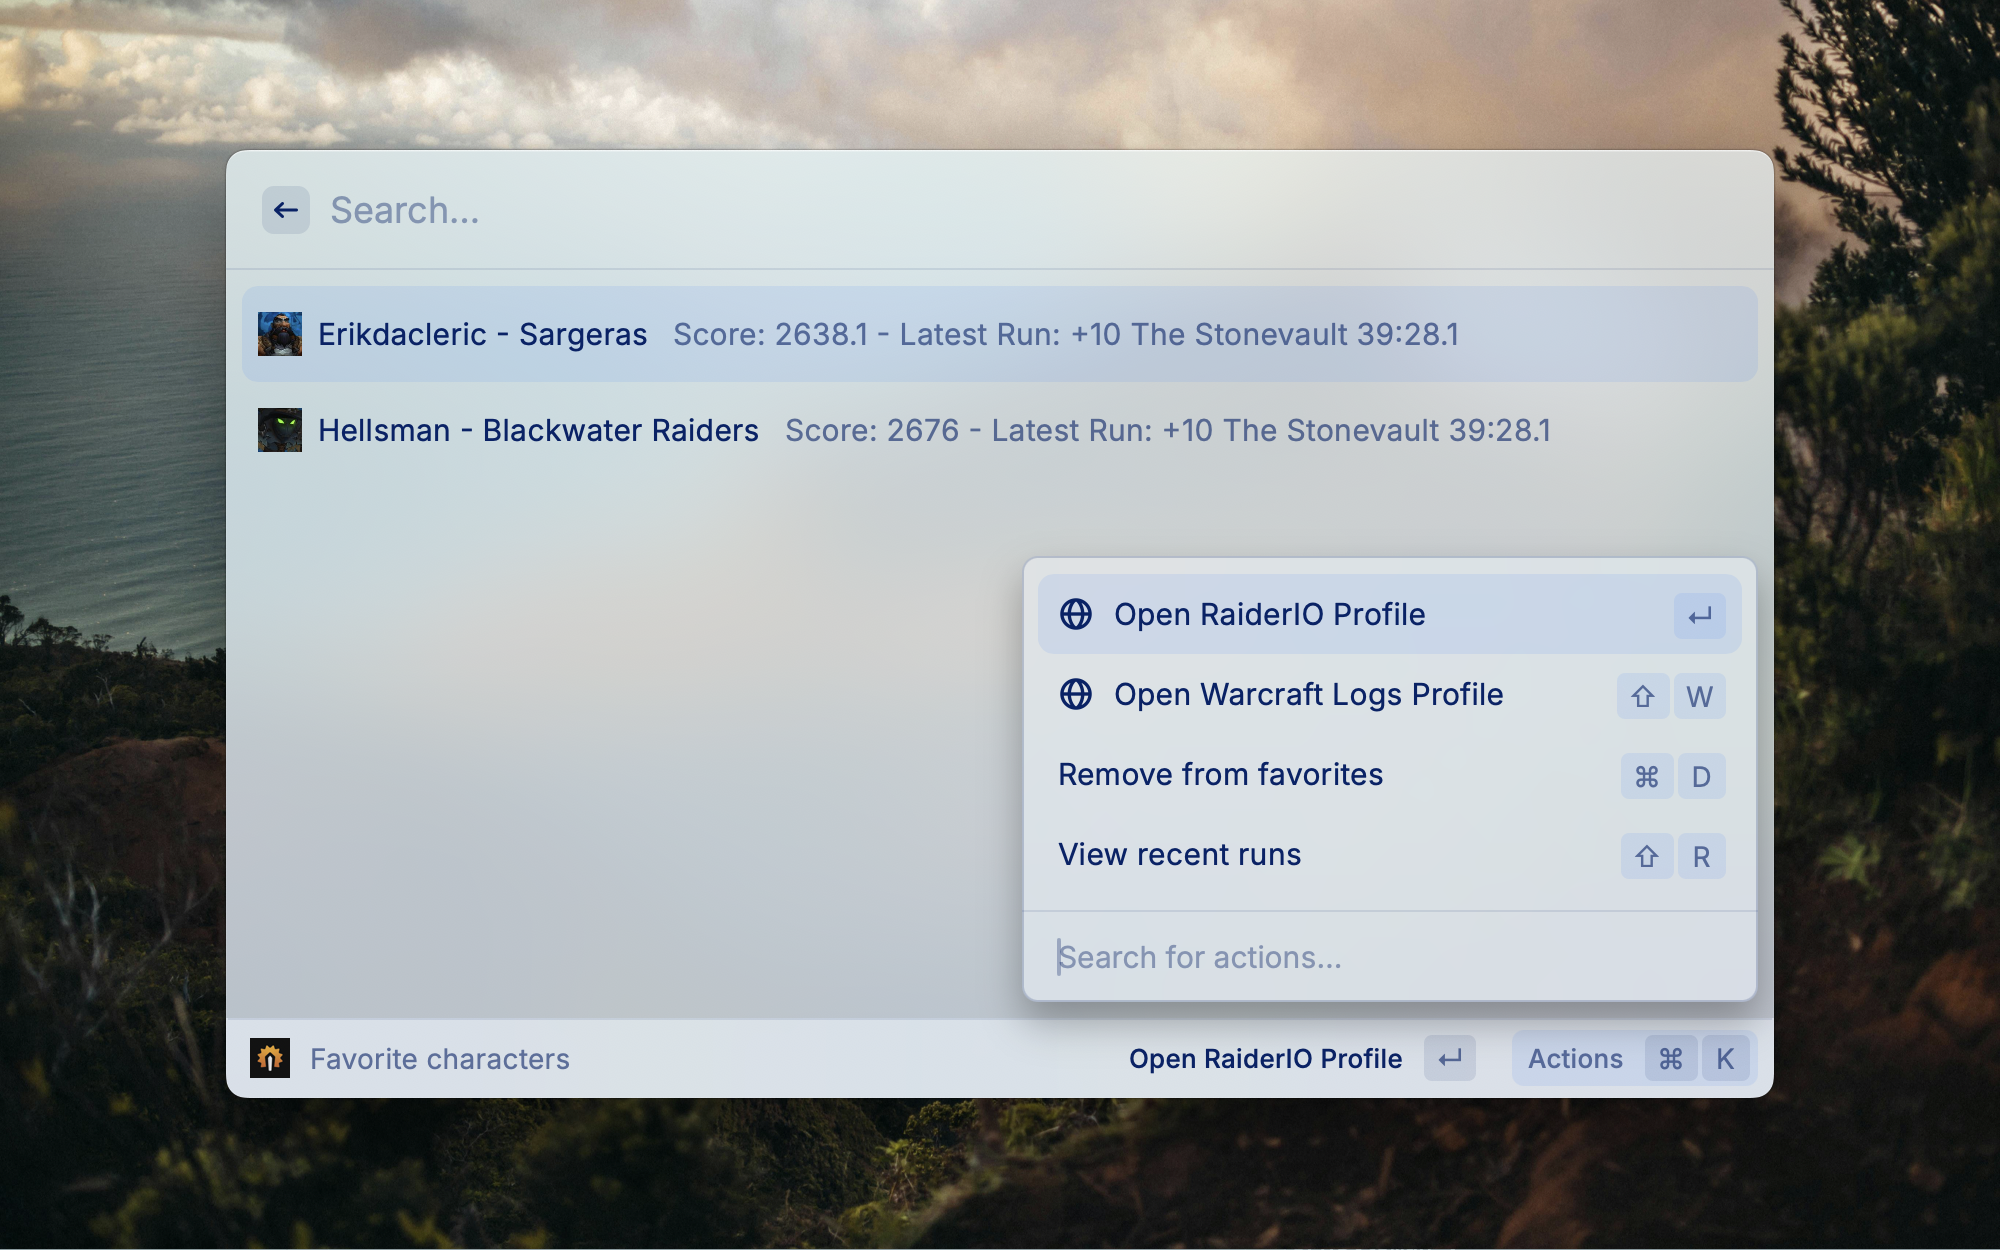 Search...
Erikdacleric - Sargeras Score: 2638.1 - Latest Run: +10 The Stonevault 39:28.1
Hellsman - Blackwater Raiders Score: 2676 - Latest Run: +10 The Stonevault 39:28.1
Open RaiderIO Profile
Open Warcraft Logs Profile ⇧ W
Remove from favorites ⌘ D
View recent runs ⇧ R
Search for actions...
Favorite characters Open RaiderIO Profile Actions ⌘ K